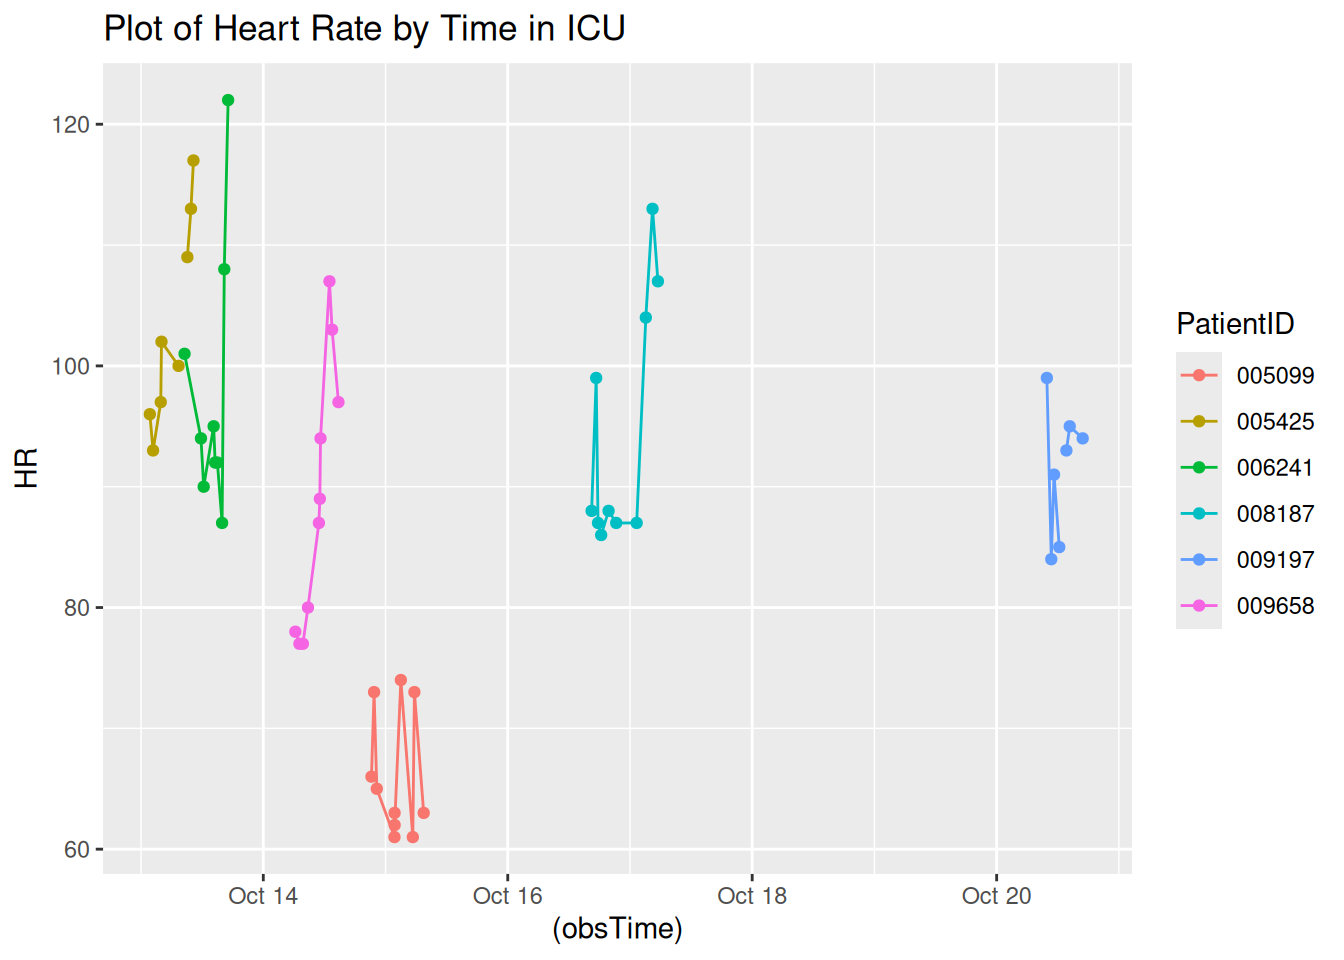 Plot of Heart Rate by Time in ICU
HR
120
100
80
60
Oct 14
Oct 16
Oct 18
Oct 20
(obsTime)
PatientID
005099
005425
006241
008187
009197
009658